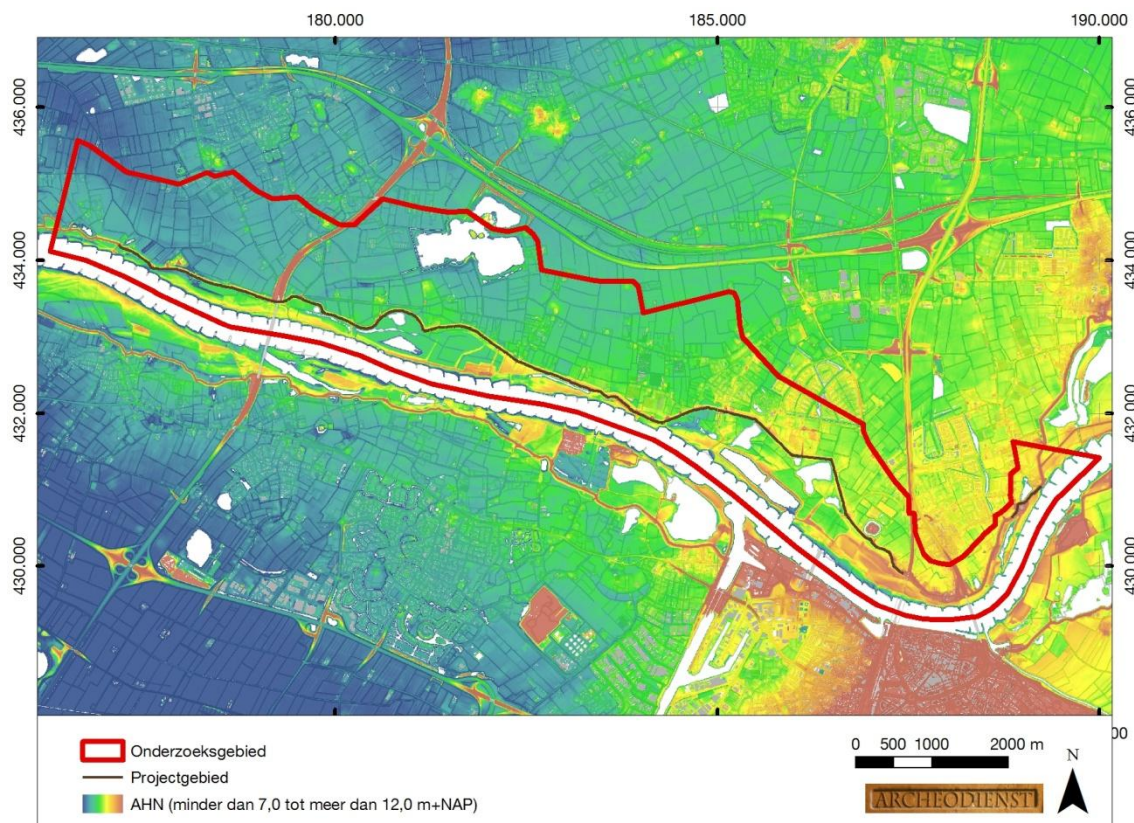 180.000
185.000
190.000
436.000
436.000
434.000
434.000
432.000
432.000
430.000
430.000
00
Onderzoeksgebied
Projectgebied
AHN (minder dan 7,0 tot meer dan 12,0 m+NAP)
0 500 1000 2000 m
N
ARCHEODIENST